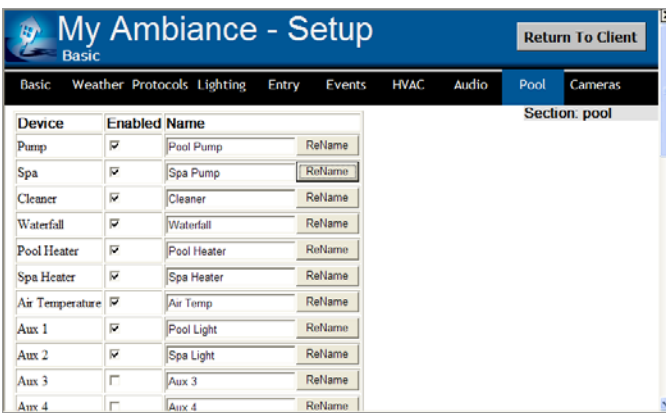 My Ambiance - Setup
Basic
Return To Client
Basic Weather Protocols Lighting Entry Events HVAC Audio Pool Cameras
Section: pool
Device Enabled Name
Pump Pool Pump ReName
Spa Spa Pump ReName
Cleaner Cleaner ReName
Waterfall Waterfall ReName
Pool Heater Pool Heater ReName
Spa Heater Spa Heater ReName
Air Temperature Air Temp ReName
Aux 1 Pool Light ReName
Aux 2 Spa Light ReName
Aux 3 Aux 3 ReName
Aux 4 Aux 4 ReName